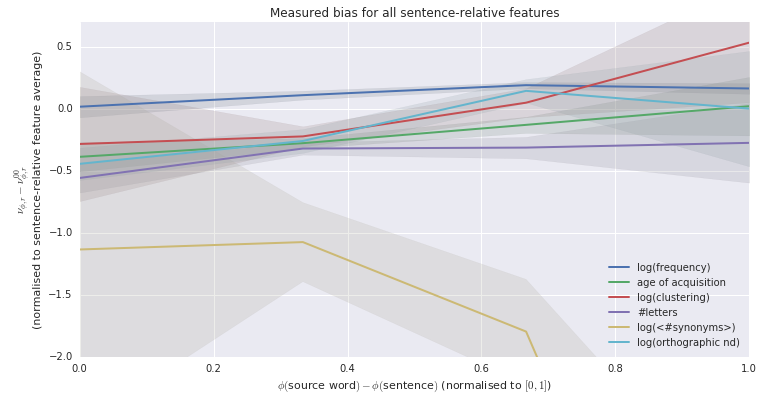 Measured bias for all sentence-relative features
ν_{ϕ,r} − ν^{00}_{ϕ,r}
(normalised to sentence-relative feature average)
0.5
0.0
−0.5
−1.0
−1.5
−2.0
log(frequency)
age of acquisition
log(clustering)
#letters
log(<#synonyms>)
log(orthographic nd)
0.0 0.2 0.4 0.6 0.8 1.0
ϕ(source word) − ϕ(sentence) (normalised to [0, 1])